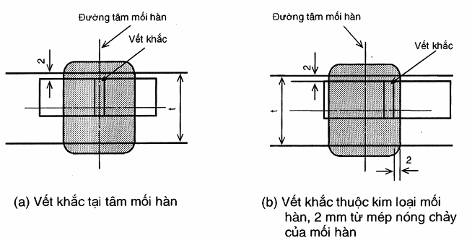 Đường tâm mối hàn
Vết khắc
2
t
(a) Vết khắc tại tâm mối hàn
Đường tâm mối hàn
Vết khắc
2
t
2
(b) Vết khắc thuộc kim loại mối
hàn, 2 mm từ mép nóng chảy
của mối hàn